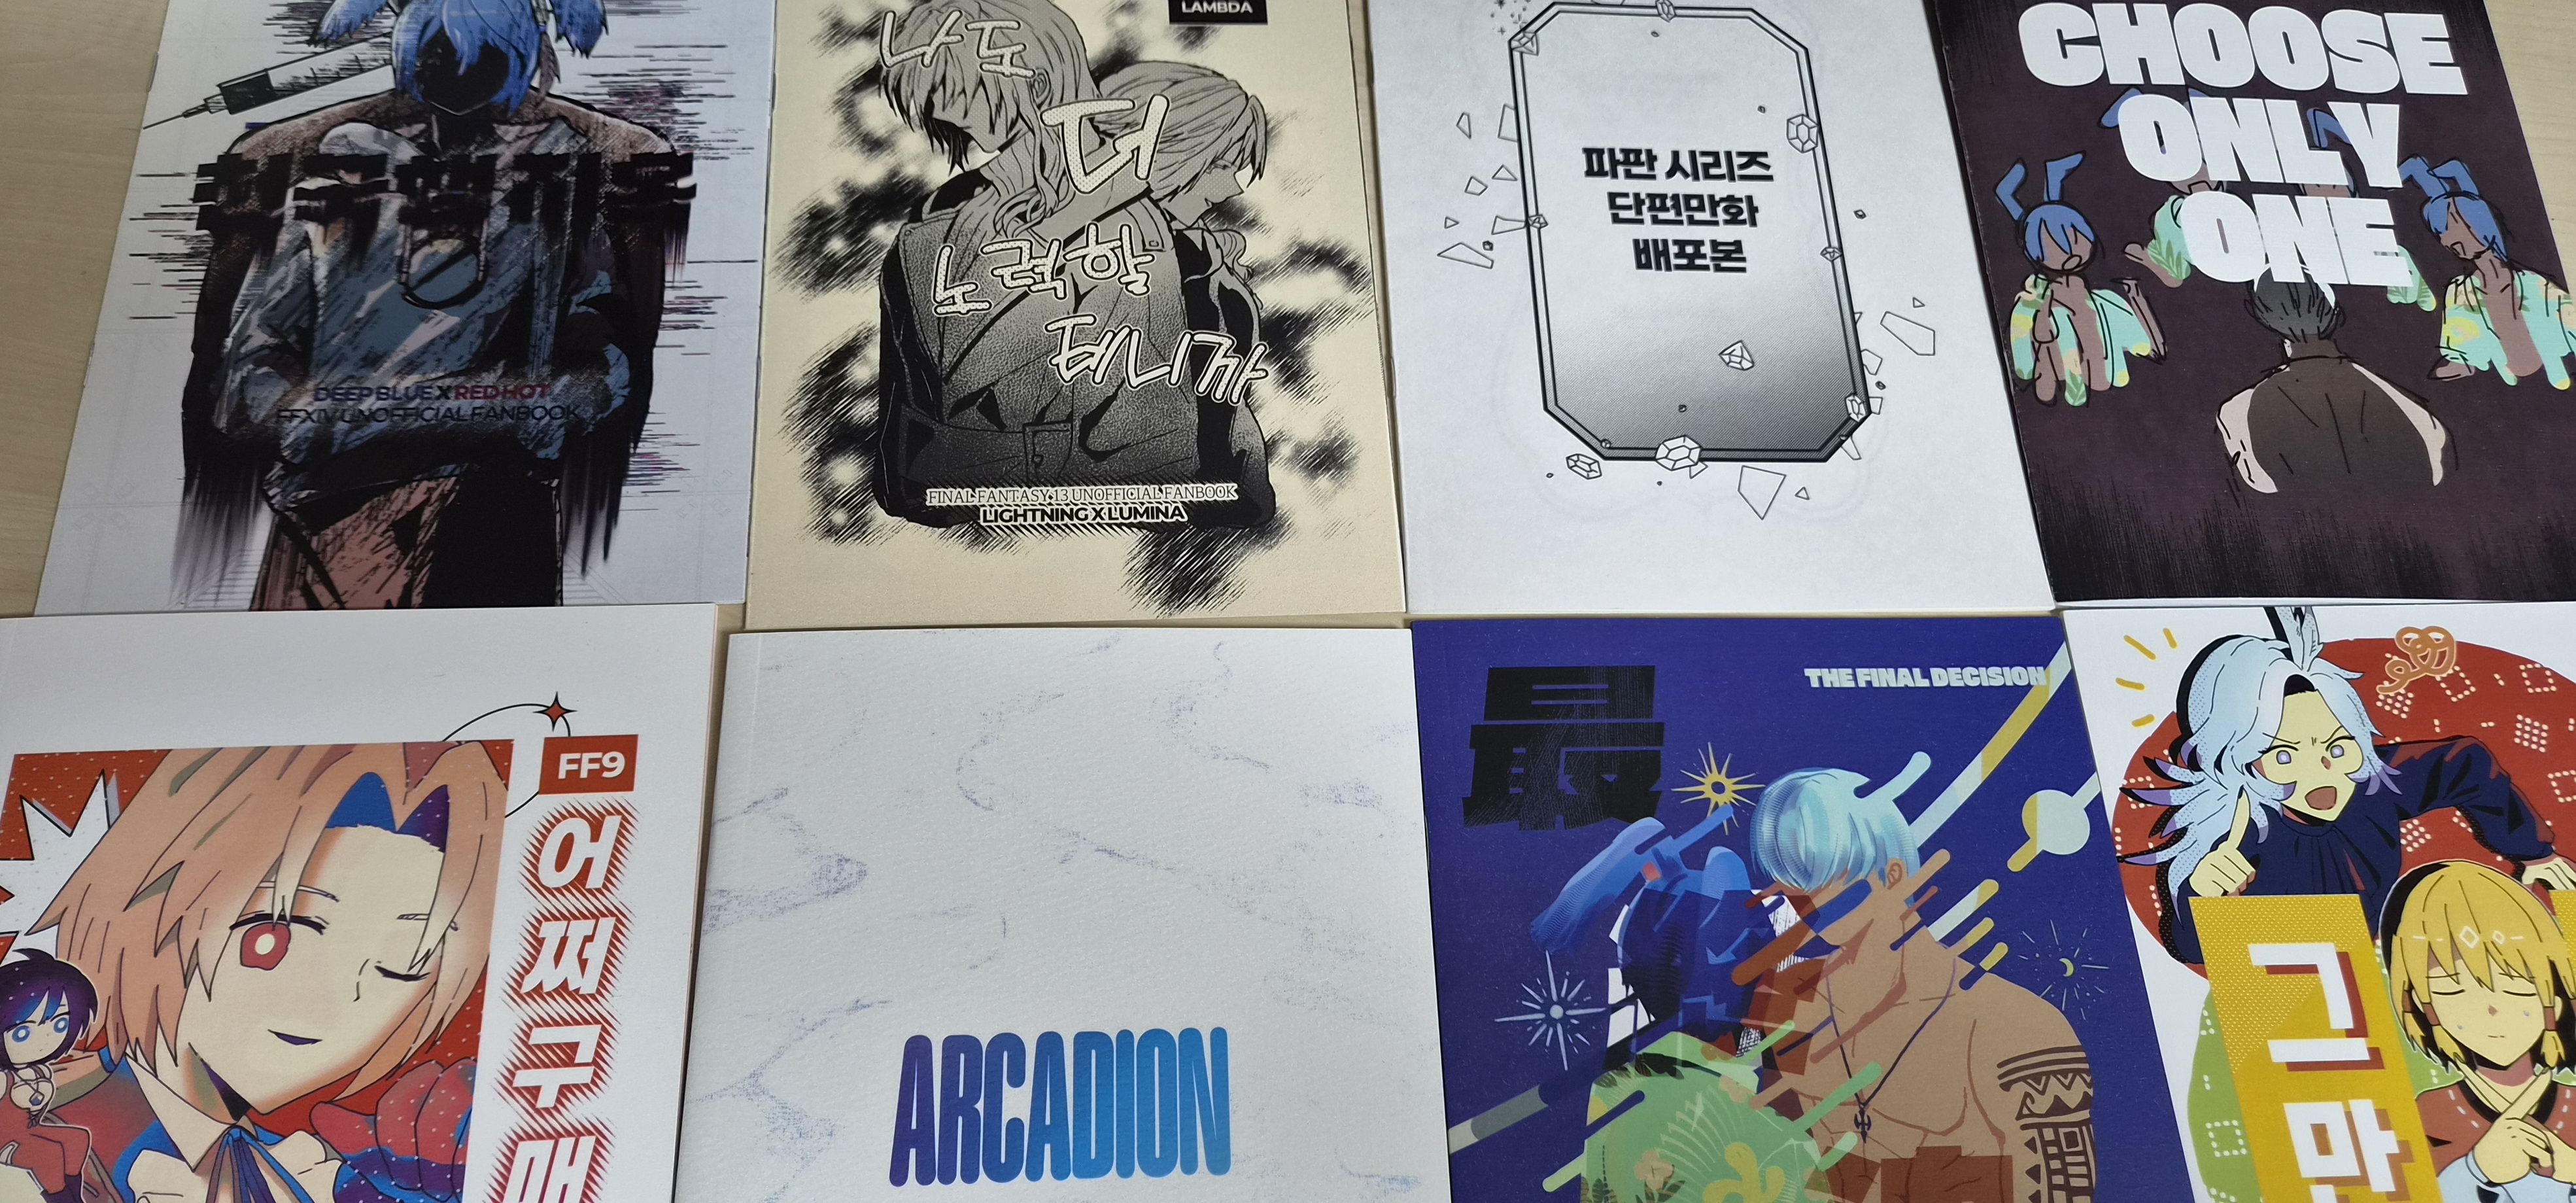 DEEP BLUE X RED HOT
FFXIV UNOFFICIAL FANBOOK
LAMBDA
나도
더
노력할
테니까
FINAL FANTASY 13 UNOFFICIAL FANBOOK
LIGHTNING X LUMINA
파판 시리즈
단편만화
배포본
CHOOSE
ONLY
ONE
FF9
어쩌구
ARCADION
最
THE FINAL DECISION
그만